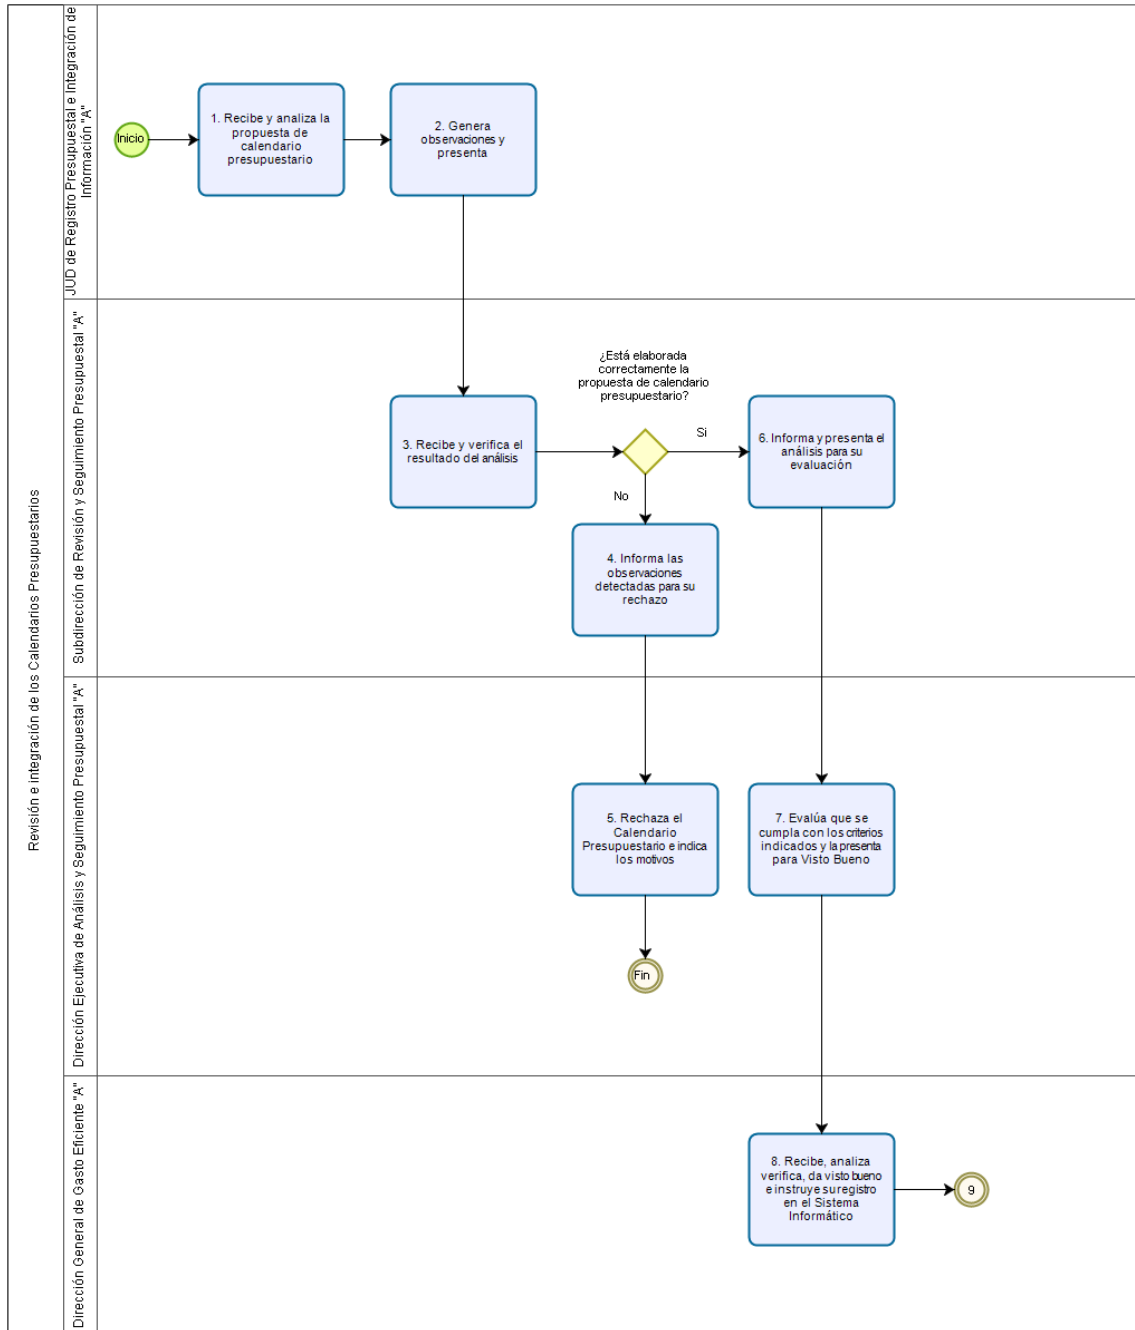 Revisión e integración de los Calendarios Presupuestarios
JUD de Registro Presupuestal e Integración de
Información "A"
Inicio
1. Recibe y analiza la
propuesta de
calendario
presupuestario
2. Genera
observaciones y
presenta
Subdirección de Revisión y Seguimiento Presupuestal "A"
3. Recibe y verifica el
resultado del análisis
¿Está elaborada
correctamente la
propuesta de calendario
presupuestario?
Si
No
6. Informa y presenta el
análisis para su
evaluación
4. Informa las
observaciones
detectadas para su
rechazo
Dirección Ejecutiva de Análisis y Seguimiento Presupuestal "A"
5. Rechaza el
Calendario
Presupuestario e indica
los motivos
7. Evalúa que se
cumpla con los criterios
indicados y la presenta
para Visto Bueno
Fin
Dirección General de Gasto Eficiente "A"
8. Recibe, analiza
verifica, da visto bueno
e instruye su registro
en el Sistema
Informático
9